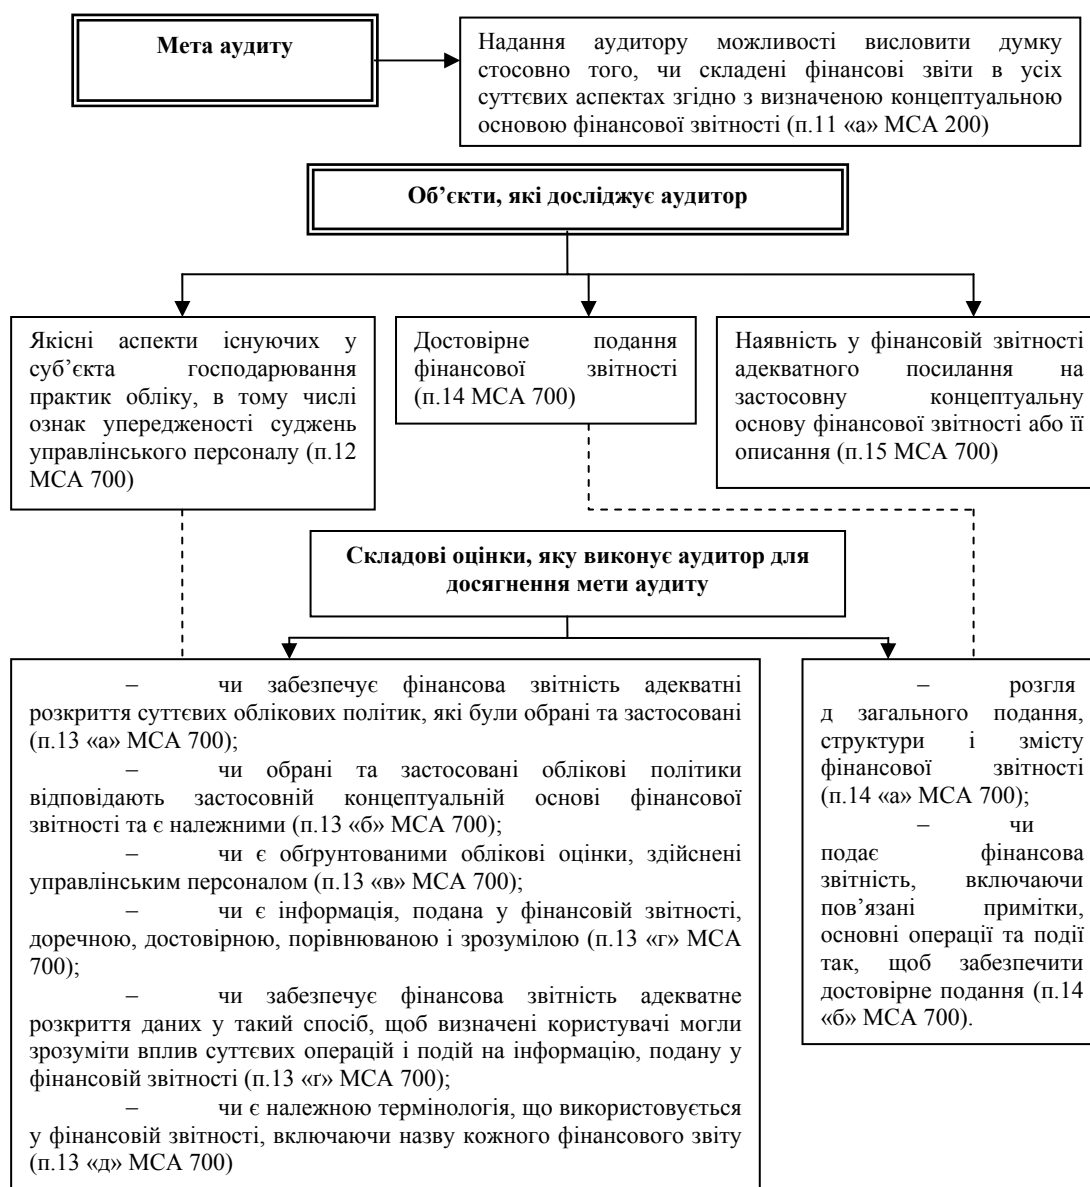 Мета аудиту
Надання аудитору можливості висловити думку
стосовно того, чи складені фінансові звіти в усіх
суттєвих аспектах згідно з визначеною концептуальною
основою фінансової звітності (п.11 «а» МСА 200)
Об’єкти, які досліджує аудитор
Якісні аспекти існуючих у
суб’єкта господарювання
практик обліку, в тому числі
ознак упередженості суджень
управлінського персоналу (п.12
МСА 700)
Достовірне подання
фінансової звітності
(п.14 МСА 700)
Наявність у фінансовій звітності
адекватного посилання на
застосовну концептуальну
основу фінансової звітності або її
описання (п.15 МСА 700)
Складові оцінки, яку виконує аудитор для
досягнення мети аудиту
– чи забезпечує фінансова звітність адекватні
розкриття суттєвих облікових політик, які були обрані та застосовані
(п.13 «а» МСА 700);
– чи обрані та застосовані облікові політики
відповідають застосовній концептуальній основі фінансової
звітності та є належними (п.13 «б» МСА 700);
– чи є обґрунтованими облікові оцінки, здійснені
управлінським персоналом (п.13 «в» МСА 700);
– чи є інформація, подана у фінансовій звітності,
доречною, достовірною, порівнюваною і зрозумілою (п.13 «г» МСА
700);
– чи забезпечує фінансова звітність адекватне
розкриття даних у такий спосіб, щоб визначені користувачі могли
зрозуміти вплив суттєвих операцій і подій на інформацію, подану у
фінансовій звітності (п.13 «ґ» МСА 700);
– чи є належною термінологія, що використовується
у фінансовій звітності, включаючи назву кожного фінансового звіту
(п.13 «д» МСА 700)
– розгля
д загального подання,
структури і змісту
фінансової звітності
(п.14 «а» МСА 700);
– чи
подає фінансова
звітність, включаючи
пов’язані примітки,
основні операції та події
так, щоб забезпечити
достовірне подання (п.14
«б» МСА 700).